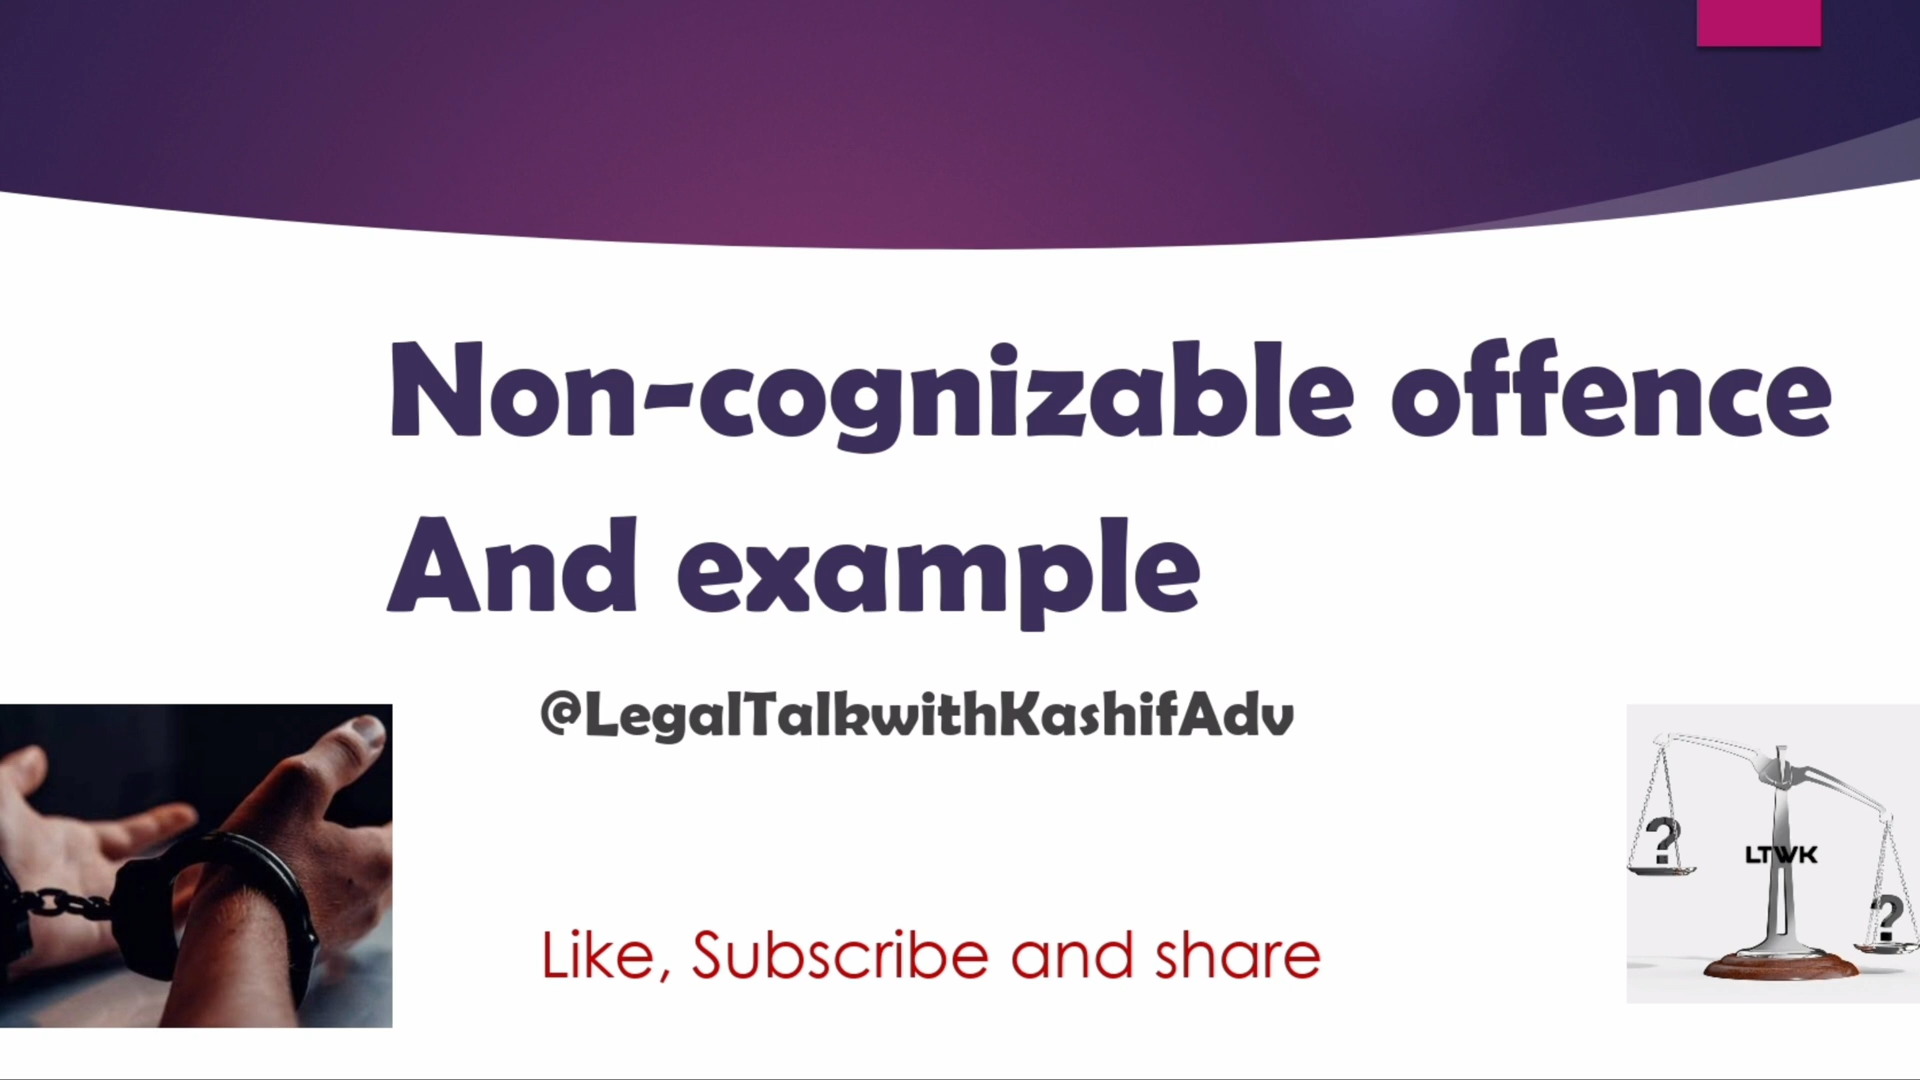 Non-cognizable offence
And example
@LegalTalkwithKashifAdv
Like, Subscribe and share
?
LTWK
?